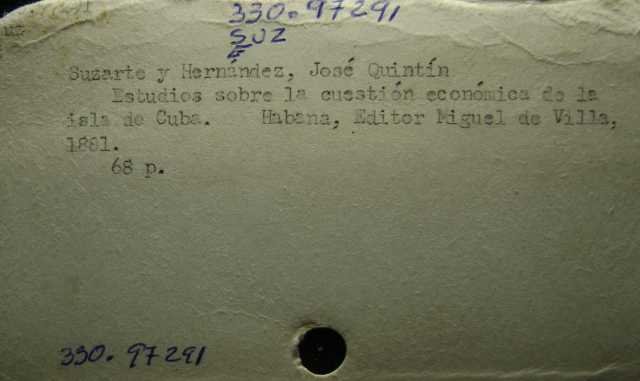 330.97291
SUZ
Suzarte y Hernández, José Quintín
Estudios sobre la cuestión económica de la
isla de Cuba. Habana, Editor Miguel de Villa,
1881.
68 p.
330.97291